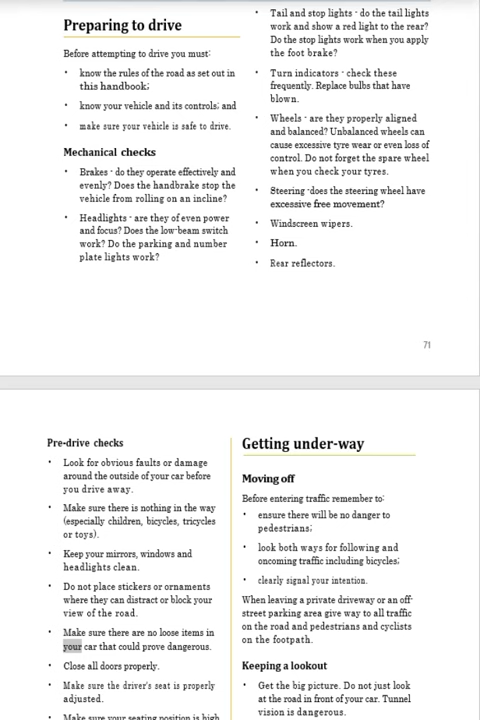 Preparing to drive
Before attempting to drive you must:
• know the rules of the road as set out in
this handbook;
• know your vehicle and its controls; and
• make sure your vehicle is safe to drive.
Mechanical checks
• Brakes - do they operate effectively and
evenly? Does the handbrake stop the
vehicle from rolling on an incline?
• Headlights - are they of even power
and focus? Does the low-beam switch
work? Do the parking and number
plate lights work?
• Tail and stop lights - do the tail lights
work and show a red light to the rear?
Do the stop lights work when you apply
the foot brake?
• Turn indicators - check these
frequently. Replace bulbs that have
blown.
• Wheels - are they properly aligned
and balanced? Unbalanced wheels can
cause excessive tyre wear or even loss of
control. Do not forget the spare wheel
when you check your tyres.
• Steering -does the steering wheel have
excessive free movement?
• Windscreen wipers.
• Horn.
• Rear reflectors.
71
Pre-drive checks
• Look for obvious faults or damage
around the outside of your car before
you drive away.
• Make sure there is nothing in the way
(especially children, bicycles, tricycles
or toys).
• Keep your mirrors, windows and
headlights clean.
• Do not place stickers or ornaments
where they can distract or block your
view of the road.
• Make sure there are no loose items in
your car that could prove dangerous.
• Close all doors properly.
• Make sure the driver's seat is properly
adjusted.
• Make sure your seating position is high
Getting under-way
Moving off
Before entering traffic remember to:
• ensure there will be no danger to
pedestrians;
• look both ways for following and
oncoming traffic including bicycles;
• clearly signal your intention.
When leaving a private driveway or an off-
street parking area give way to all traffic
on the road and pedestrians and cyclists
on the footpath.
Keeping a lookout
• Get the big picture. Do not just look
at the road in front of your car. Tunnel
vision is dangerous.